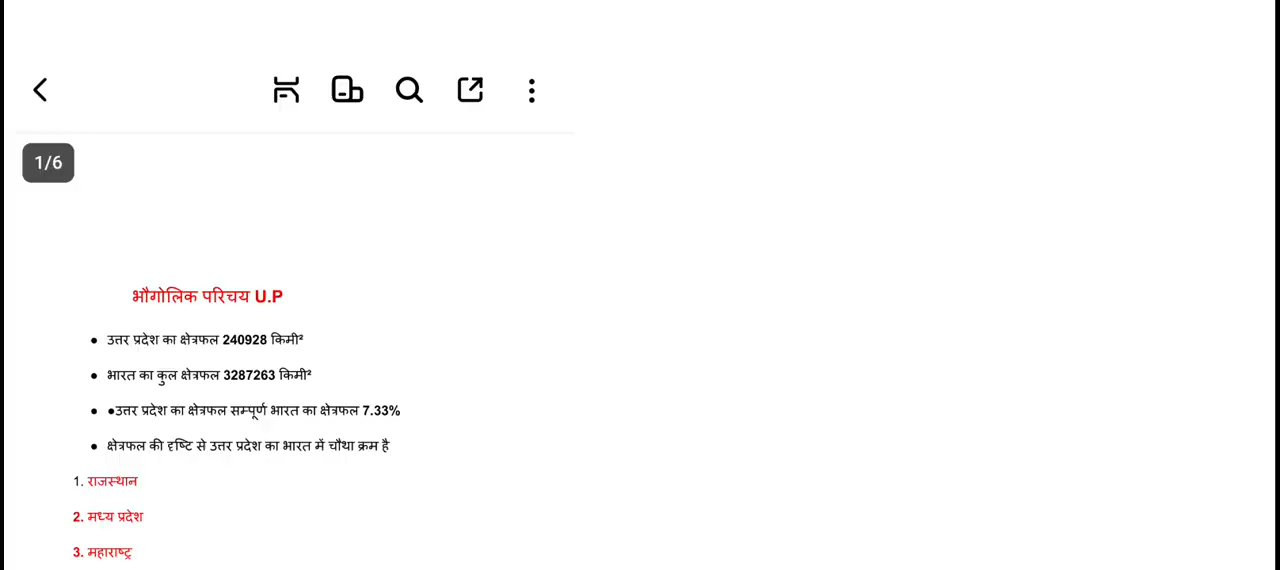 1/6
भौगोलिक परिचय U.P
● उत्तर प्रदेश का क्षेत्रफल 240928 किमी²
● भारत का कुल क्षेत्रफल 3287263 किमी²
● ●उत्तर प्रदेश का क्षेत्रफल सम्पूर्ण भारत का क्षेत्रफल 7.33%
● क्षेत्रफल की दृष्टि से उत्तर प्रदेश का भारत में चौथा क्रम है
1. राजस्थान
2. मध्य प्रदेश
3. महाराष्ट्र